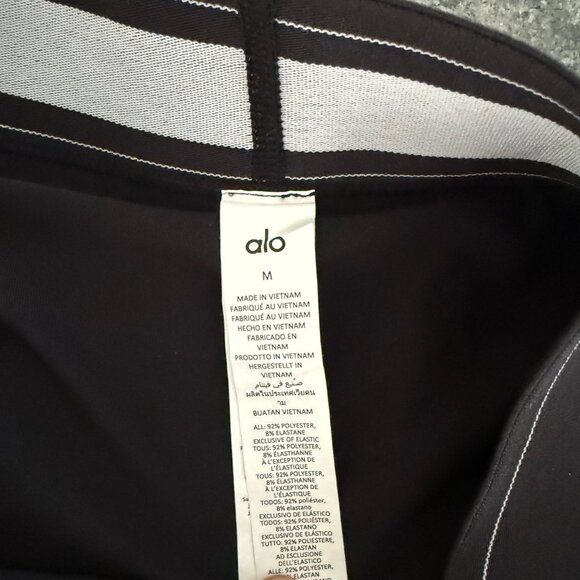 alo
M
MADE IN VIETNAM
FABRIQUÉ AU VIETNAM
FABRIQUÉ AU VIETNAM
HECHO EN VIETNAM
FABRICADO EN
VIETNAM
PRODOTTO IN VIETNAM
HERGESTELLT IN
VIETNAM
صنع في فيتنام
ผลิตในประเทศเวียดน
าม
BUATAN VIETNAM
ALL: 92% POLYESTER,
8% ELASTANE
EXCLUSIVE OF ELASTIC
TOUS: 92% POLYESTER,
8% ÉLASTHANNE
À L'EXCEPTION DE
L'ÉLASTIQUE
TOUS: 92% POLYESTER,
8% ÉLASTHANNE
À L'EXCEPTION DE
L'ÉLASTIQUE
TODOS: 92% poliéster,
8% elastano
EXCLUSIVO DE ELÁSTICO
TODOS: 92% poliéster,
8% elastano
EXCLUSIVO DE ELÁSTICO
TUTTO: 92% POLIESTERE,
8% ELASTAN
AD ESCLUSIONE
DELL'ELASTICO
ALLE: 92% POLYESTER,